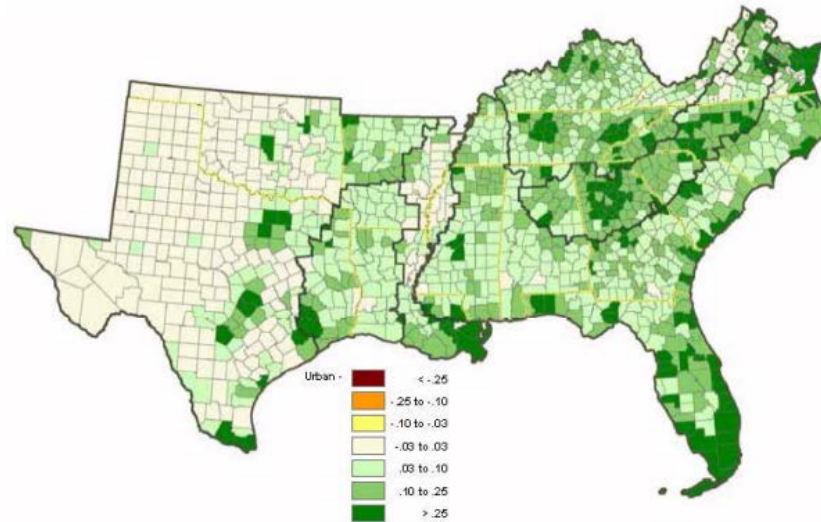 Urban - < -.25
-.25 to -.10
-.10 to -.03
-.03 to .03
.03 to .10
.10 to .25
> .25